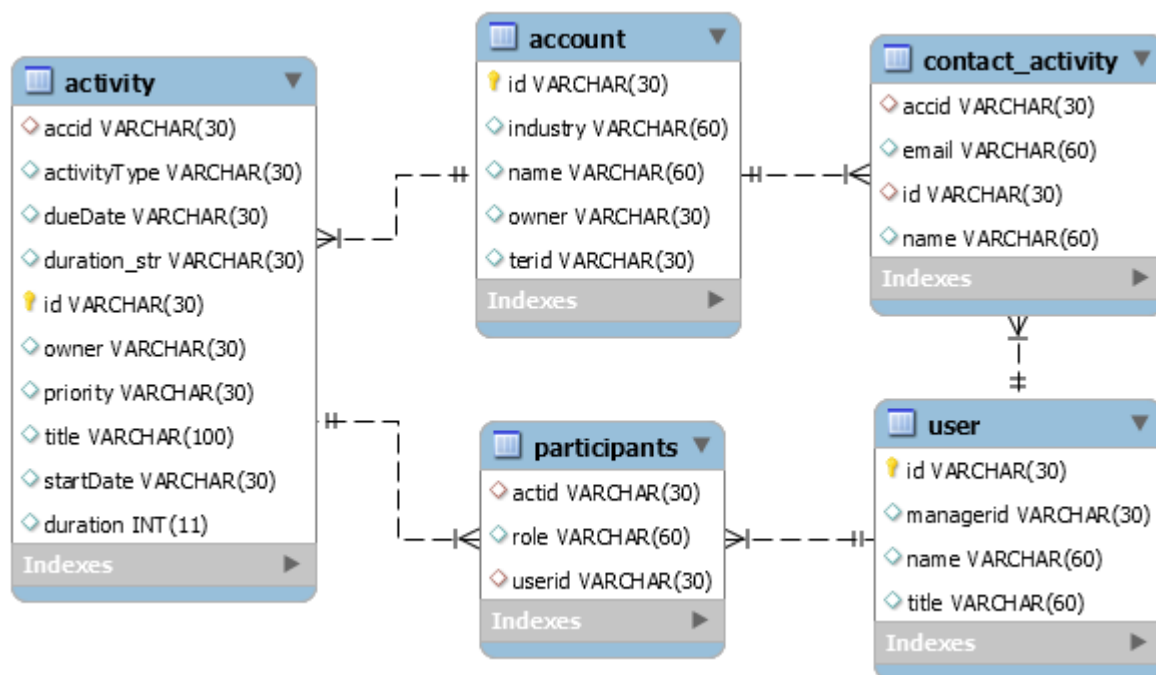 activity
accid VARCHAR(30)
activityType VARCHAR(30)
dueDate VARCHAR(30)
duration_str VARCHAR(30)
id VARCHAR(30)
owner VARCHAR(30)
priority VARCHAR(30)
title VARCHAR(100)
startDate VARCHAR(30)
duration INT(11)
Indexes
account
id VARCHAR(30)
industry VARCHAR(60)
name VARCHAR(60)
owner VARCHAR(30)
terid VARCHAR(30)
Indexes
contact_activity
accid VARCHAR(30)
email VARCHAR(60)
id VARCHAR(30)
name VARCHAR(60)
Indexes
participants
actid VARCHAR(30)
role VARCHAR(60)
userid VARCHAR(30)
Indexes
user
id VARCHAR(30)
managerid VARCHAR(30)
name VARCHAR(60)
title VARCHAR(60)
Indexes